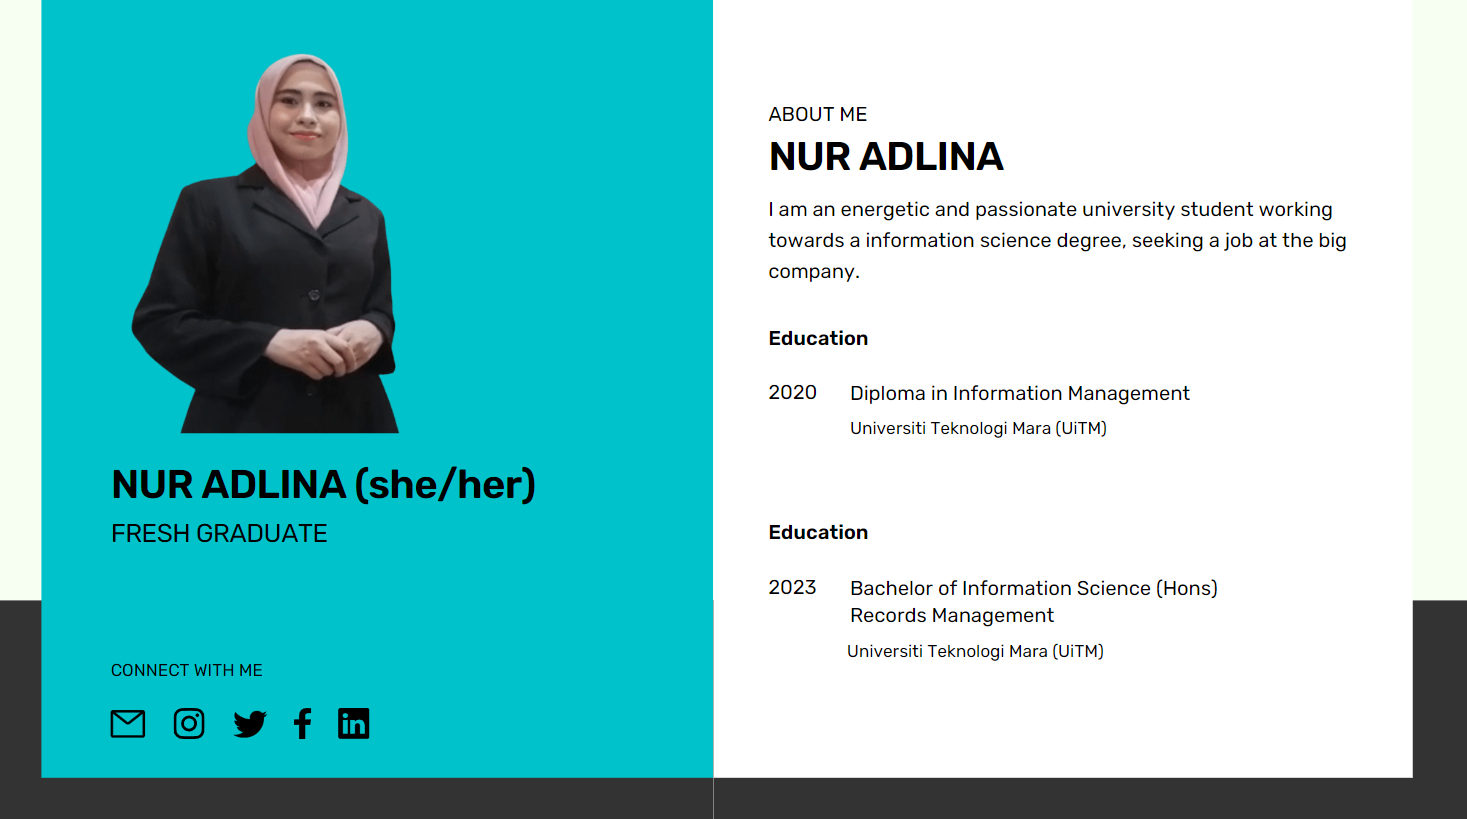 NUR ADLINA (she/her)
FRESH GRADUATE
CONNECT WITH ME
in
ABOUT ME
NUR ADLINA
I am an energetic and passionate university student working
towards a information science degree, seeking a job at the big
company.
Education
2020 Diploma in Information Management
Universiti Teknologi Mara (UiTM)
Education
2023 Bachelor of Information Science (Hons)
Records Management
Universiti Teknologi Mara (UiTM)